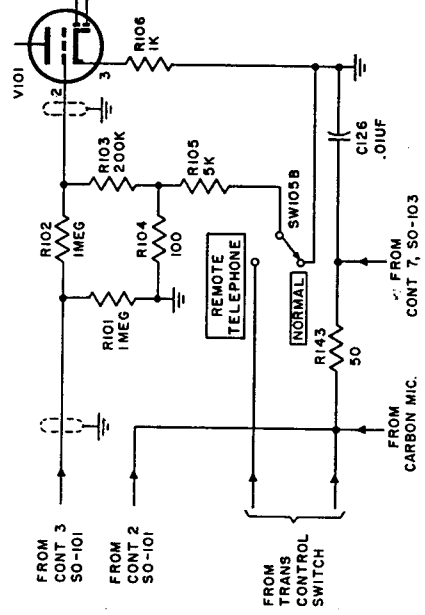 V101
2
3
R106
1K
R103
200K
R102
1MEG
R105
5K
R104
100
R101
1MEG
SW105B
REMOTE
TELEPHONE
NORMAL
C126
.01UF
R143
50
FROM
CONT 7, SO-103
FROM
CARBON MIC.
FROM
CONT 3
SO-101
FROM
CONT 2
SO-101
FROM
TRANS
CONTROL
SWITCH